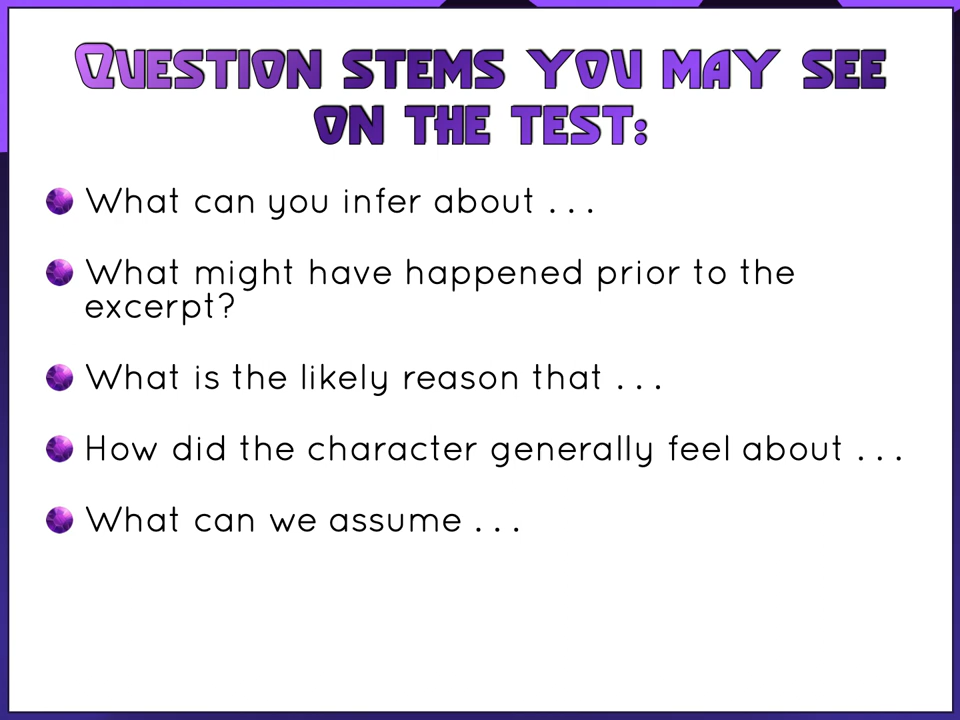 Question stems you may see
on the test:
What can you infer about . . .
What might have happened prior to the
excerpt?
What is the likely reason that . . .
How did the character generally feel about . . .
What can we assume . . .